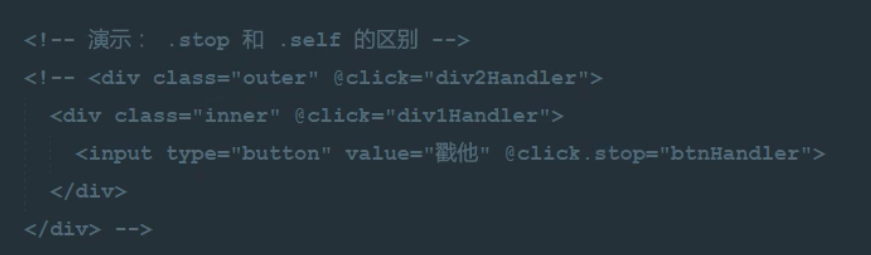 <!-- 演示： .stop 和 .self 的区别 -->
<!-- <div class="outer" @click="div2Handler">
<div class="inner" @click="div1Handler">
<input type="button" value="戳他" @click.stop="btnHandler">
</div>
</div> -->